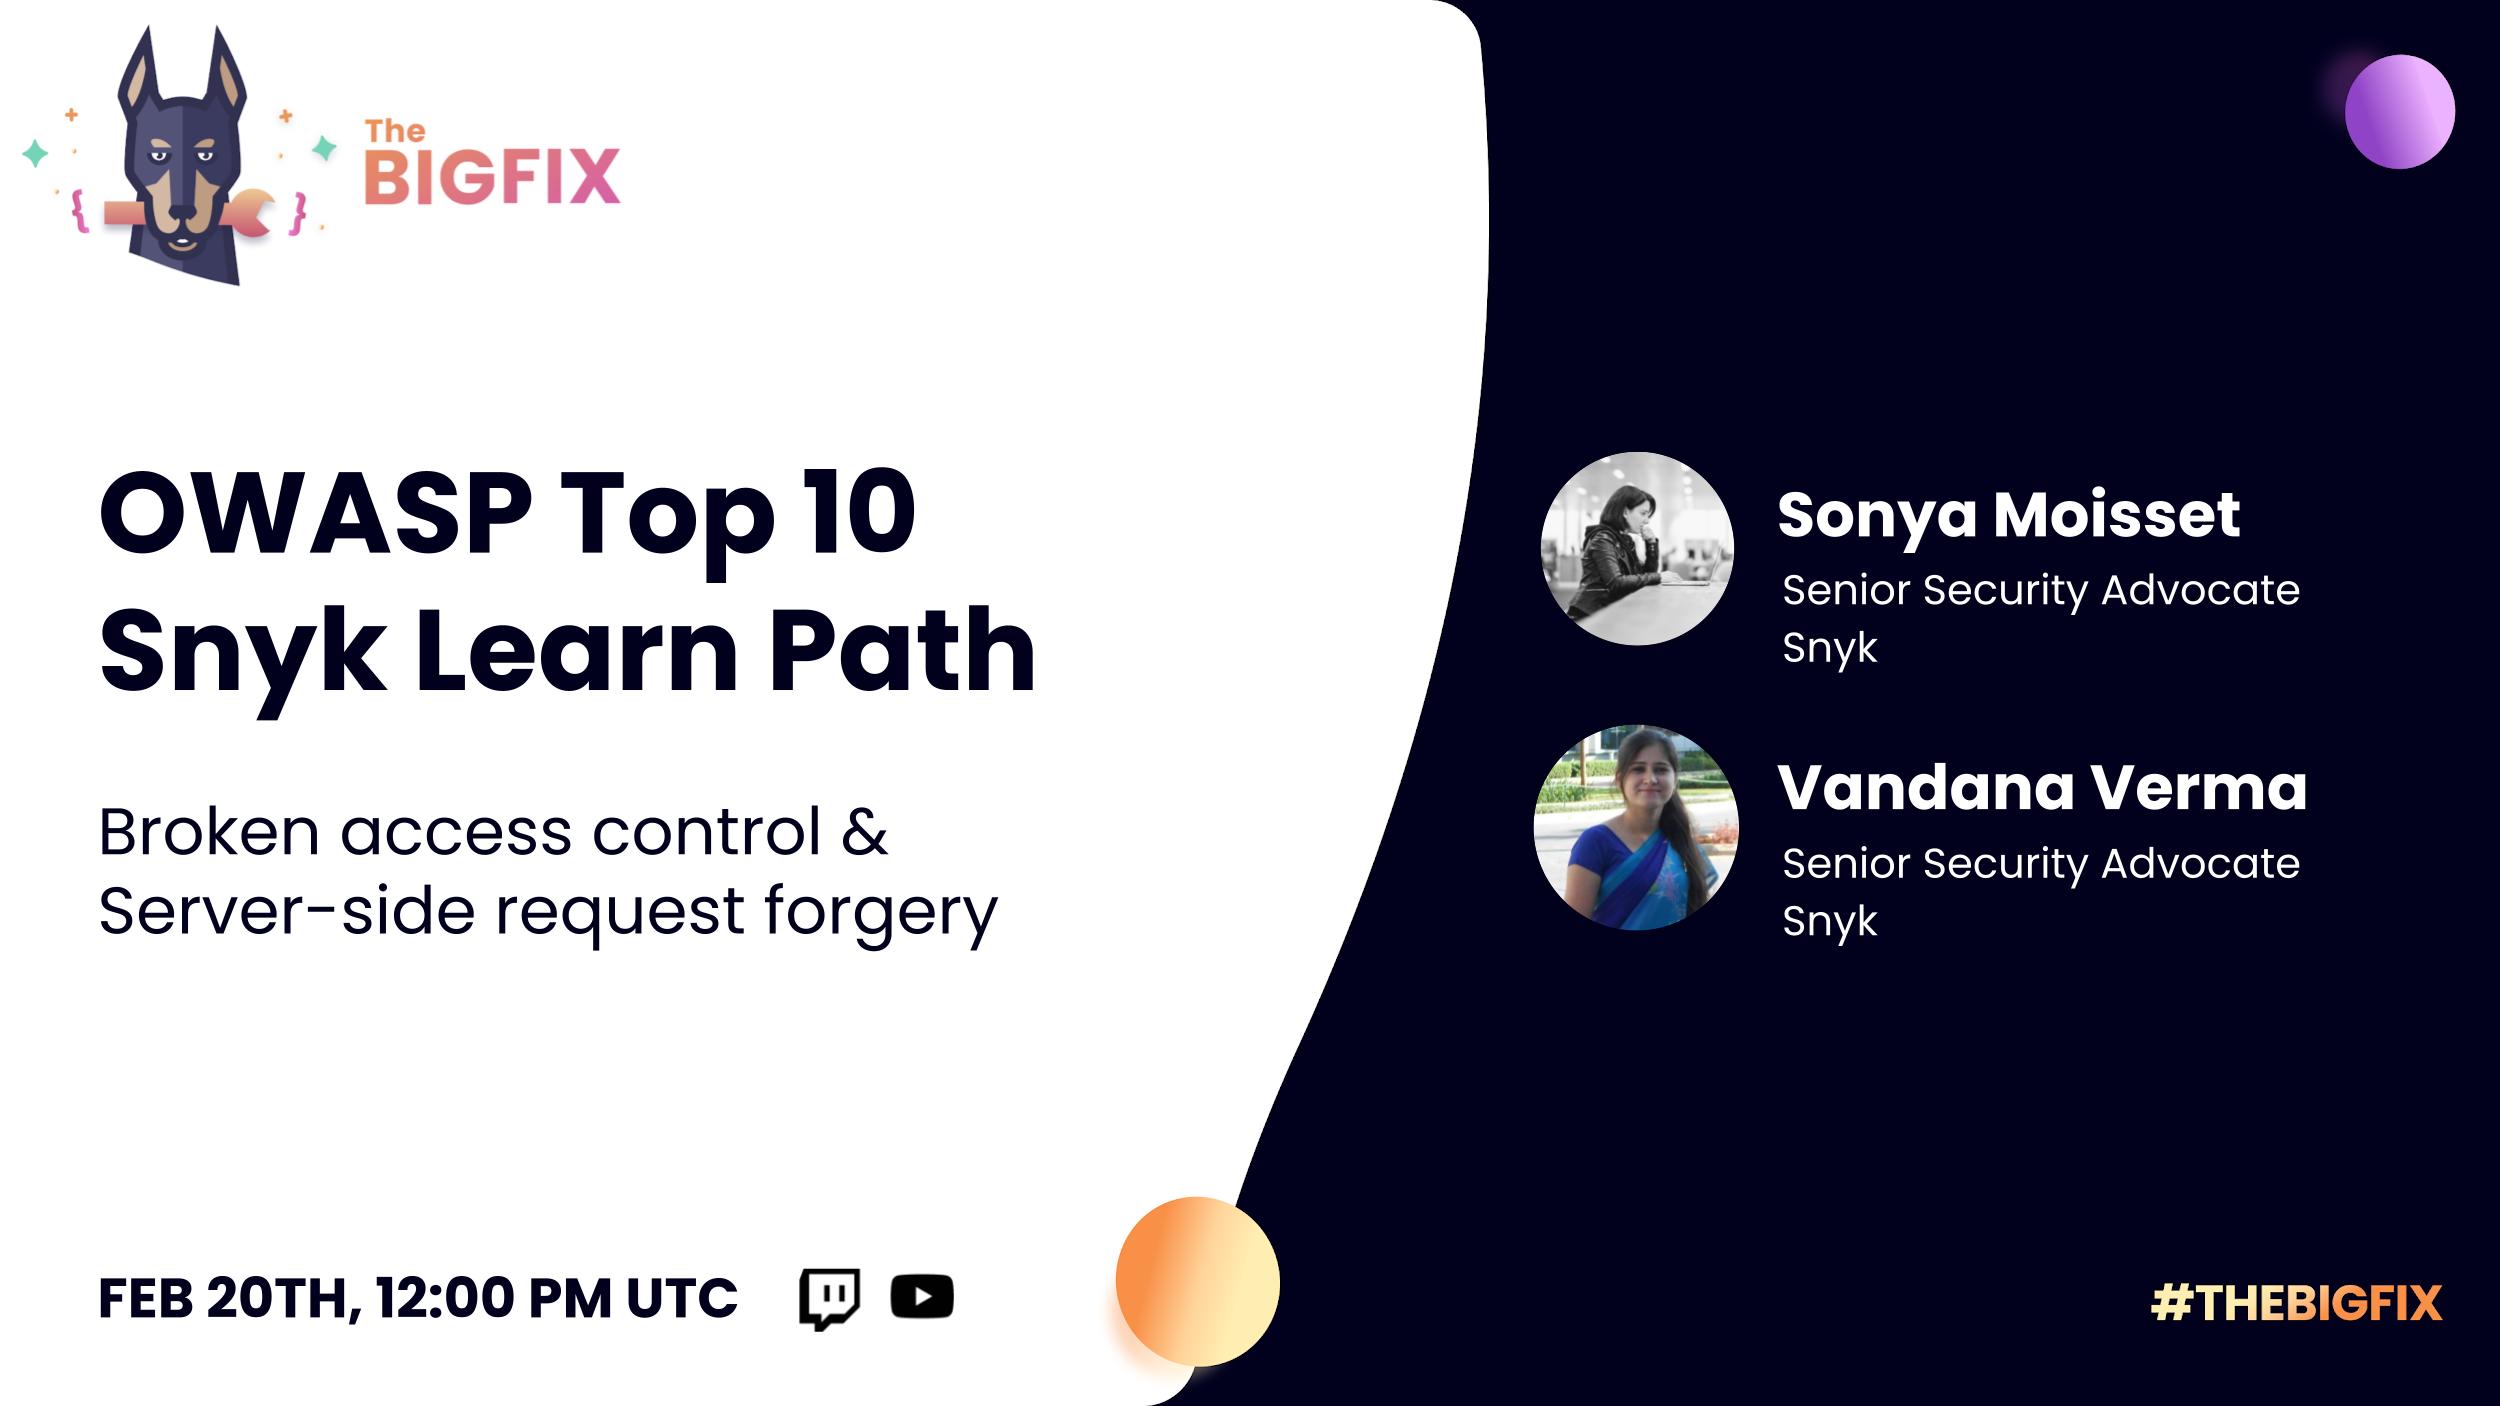 The
BIGFIX
{ }
OWASP Top 10
Snyk Learn Path
Broken access control &
Server-side request forgery
FEB 20TH, 12:00 PM UTC
Sonya Moisset
Senior Security Advocate
Snyk
Vandana Verma
Senior Security Advocate
Snyk
#THEBIGFIX